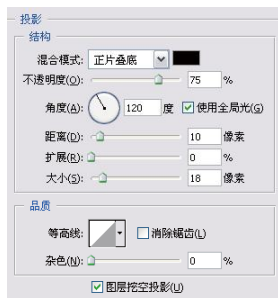 投影
结构
混合模式: 正片叠底
不透明度(O): 75 %
角度(A): 120 度 使用全局光(G)
距离(D): 10 像素
扩展(R): 0 %
大小(S): 18 像素
品质
等高线: 消除锯齿(L)
杂色(N): 0 %
图层挖空投影(U)